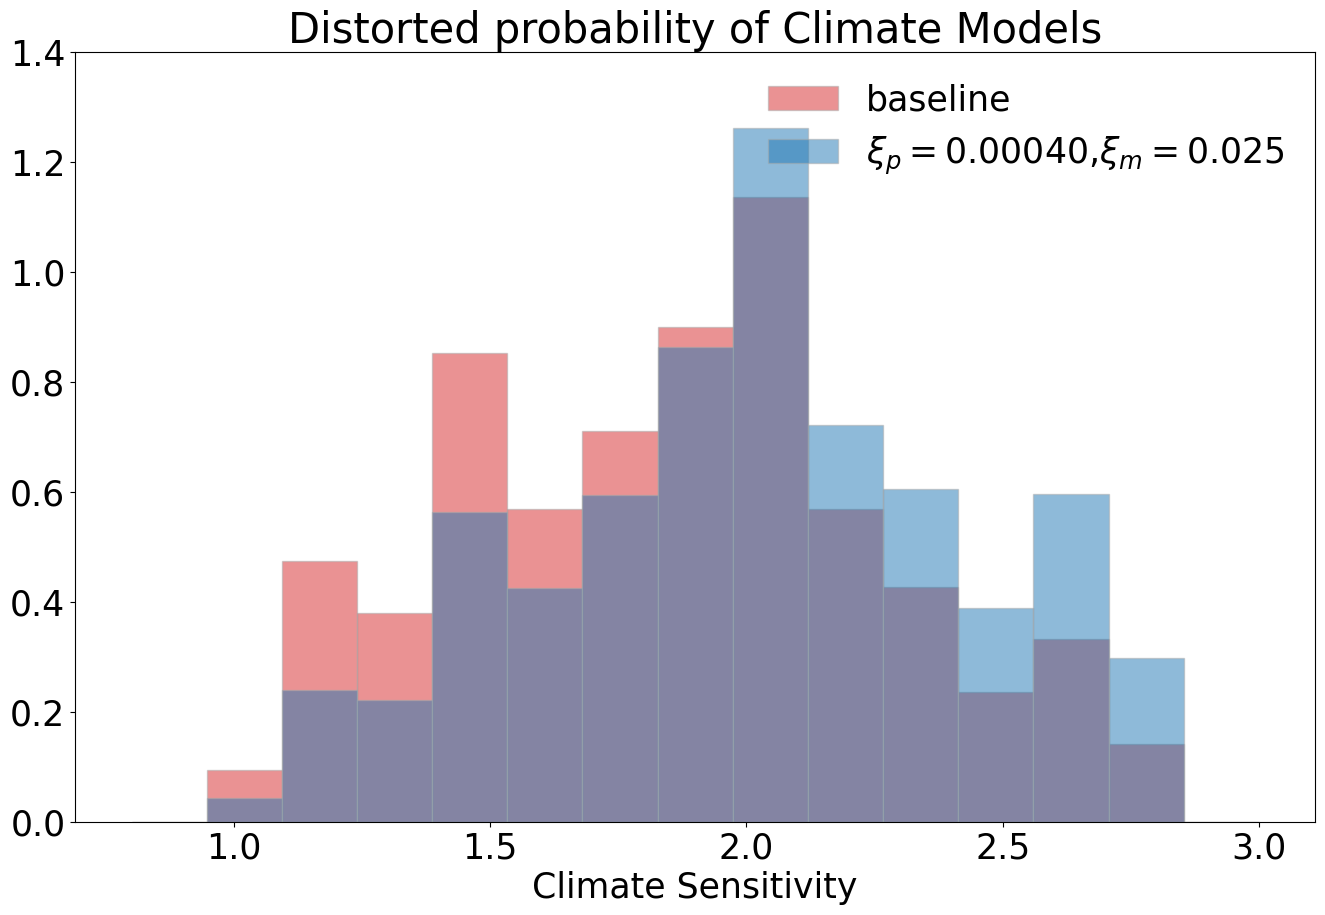 Distorted probability of Climate Models
1.4
1.2
1.0
0.8
0.6
0.4
0.2
0.0
baseline
ξₚ = 0.00040,ξₘ = 0.025
1.0 1.5 2.0 2.5 3.0
Climate Sensitivity